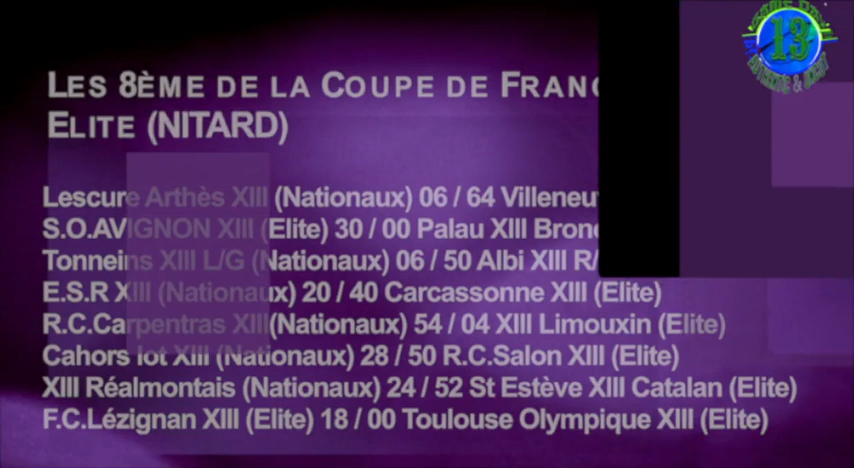 LES 8ÈME DE LA COUPE DE FRANC
ELITE (NITARD)
Lescure Arthès XIII (Nationaux) 06 / 64 Villeneuv
S.O.AVIGNON XIII (Elite) 30 / 00 Palau XIII Bronc
Tonneins XIII L/G (Nationaux) 06 / 50 Albi XIII R/
E.S.R XIII (Nationaux) 20 / 40 Carcassonne XIII (Elite)
R.C.Carpentras XIII(Nationaux) 54 / 04 XIII Limouxin (Elite)
Cahors lot XIII (Nationaux) 28 / 50 R.C.Salon XIII (Elite)
XIII Réalmontais (Nationaux) 24 / 52 St Estève XIII Catalan (Elite)
F.C.Lézignan XIII (Elite) 18 / 00 Toulouse Olympique XIII (Elite)
13